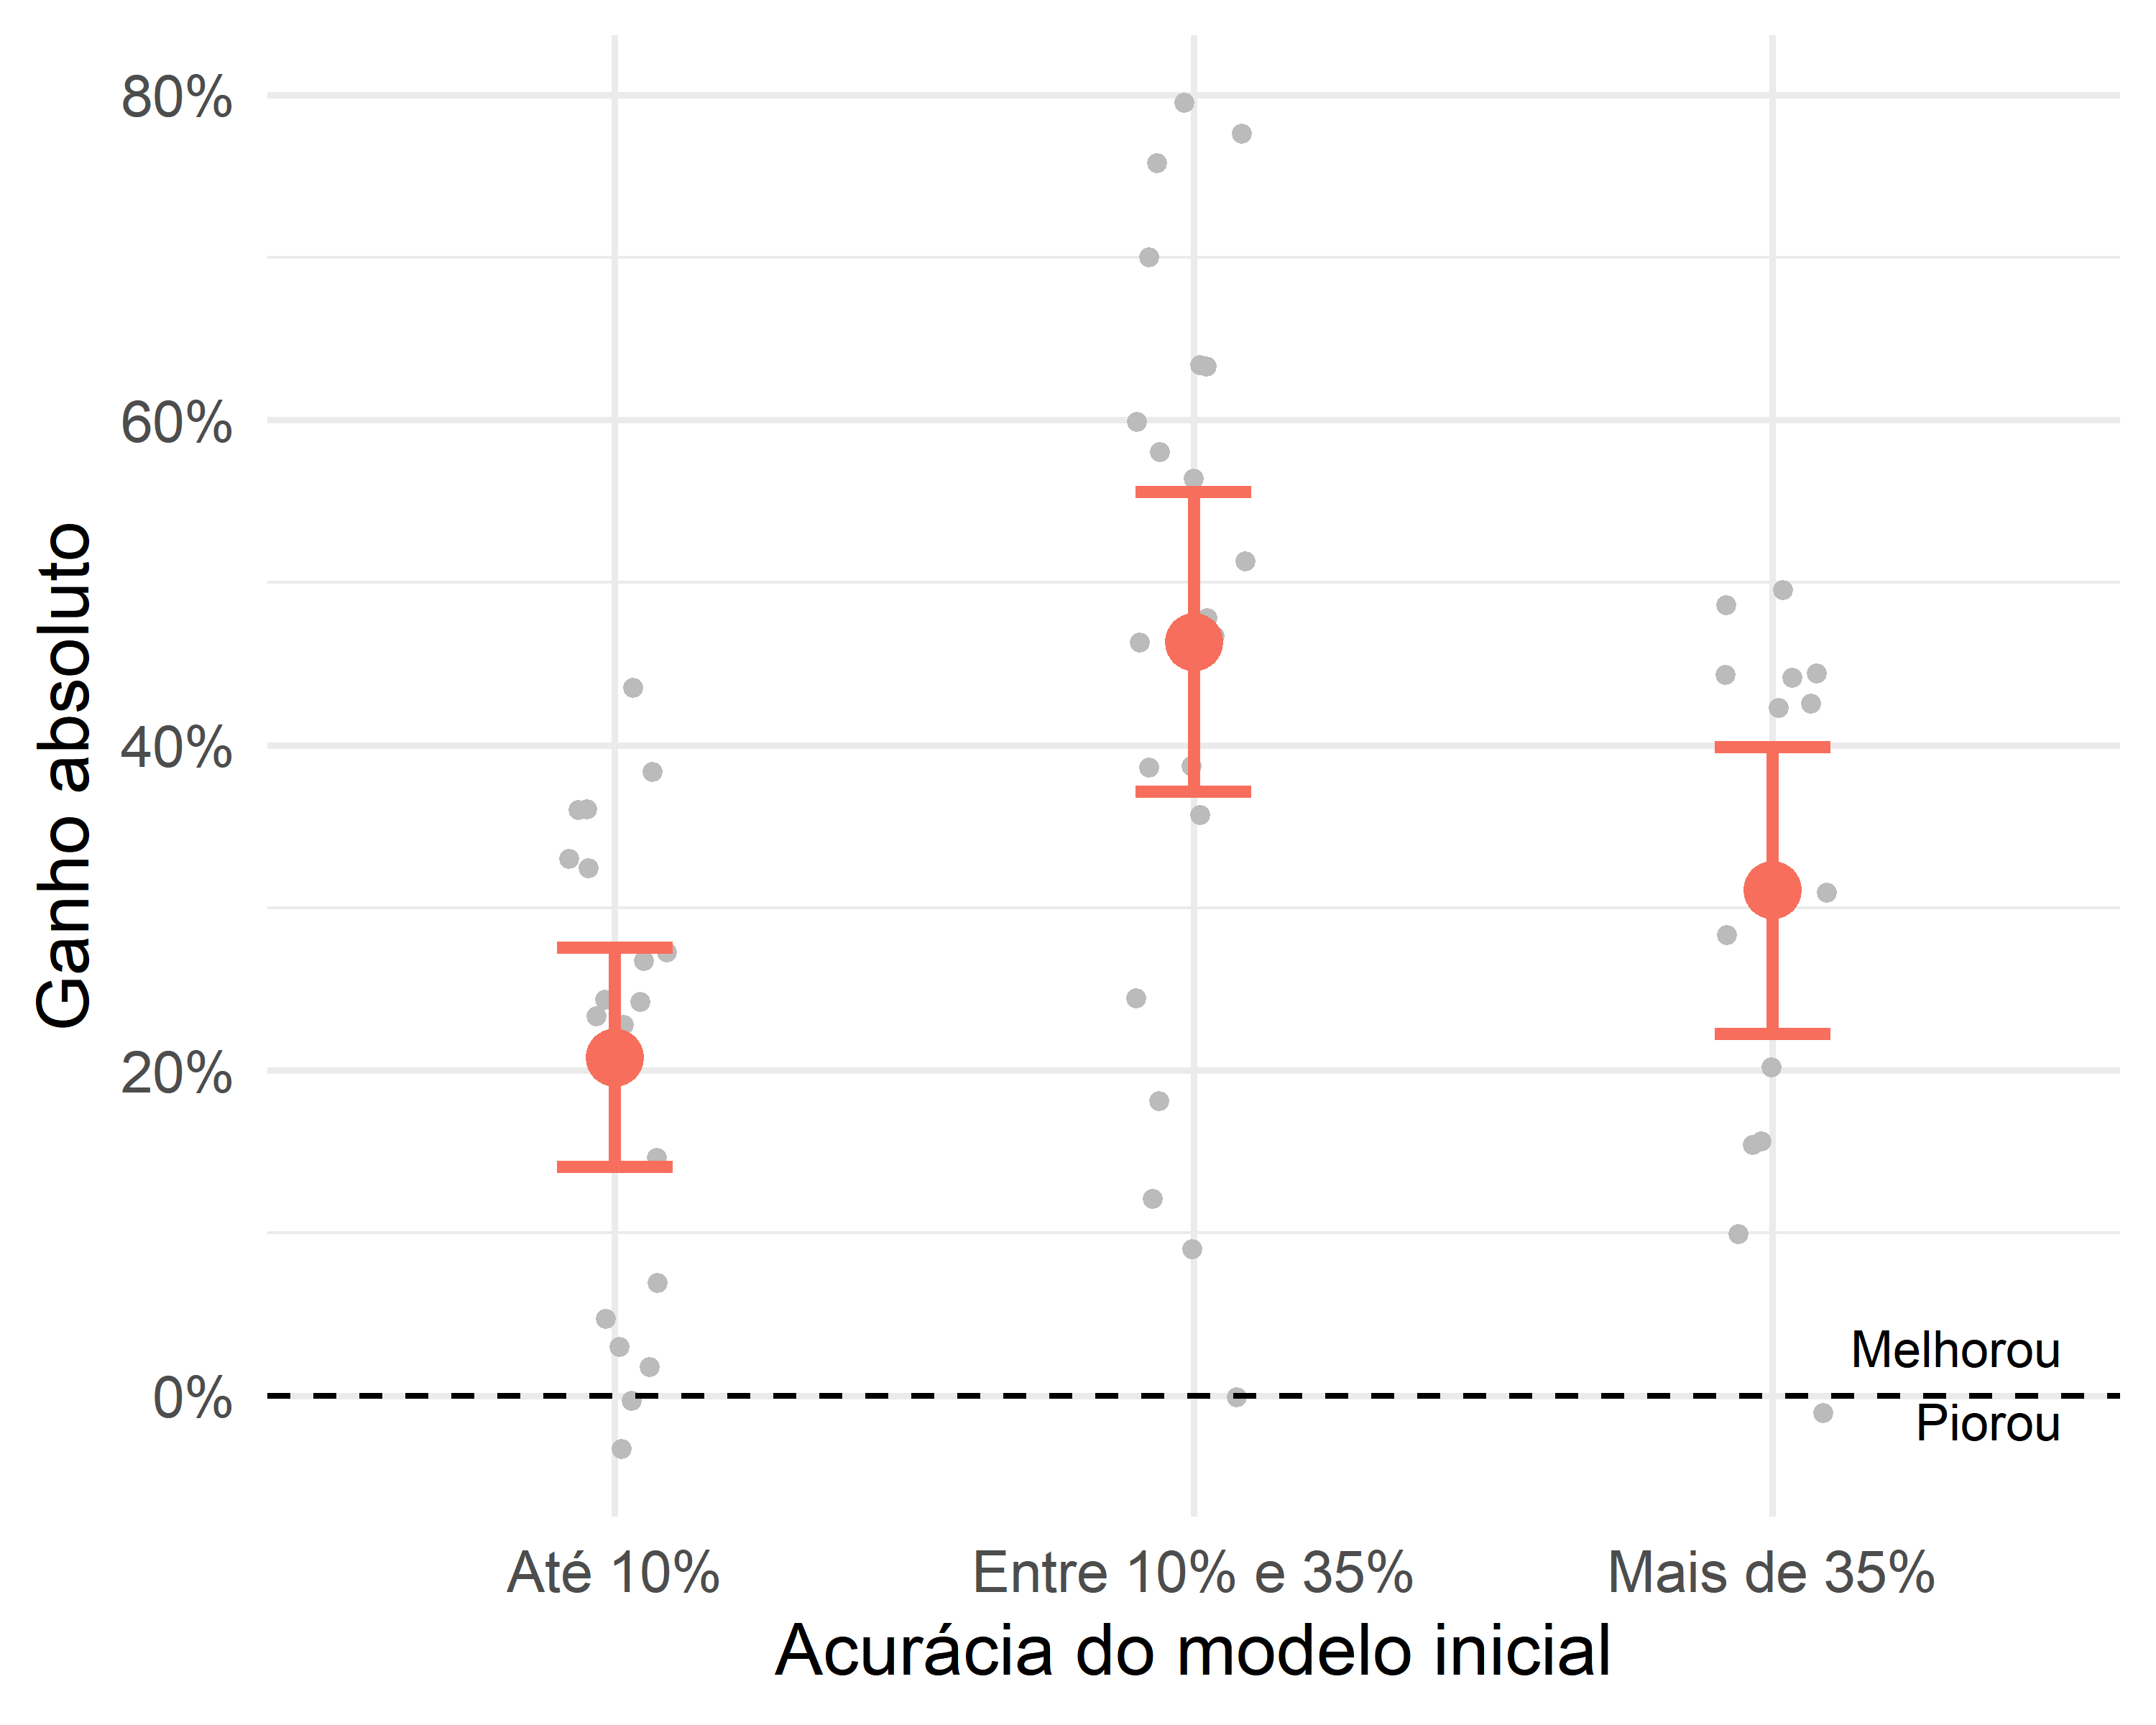 Ganho absoluto
80%
60%
40%
20%
0%
Melhorou
Piorou
Até 10%
Entre 10% e 35%
Mais de 35%
Acurácia do modelo inicial